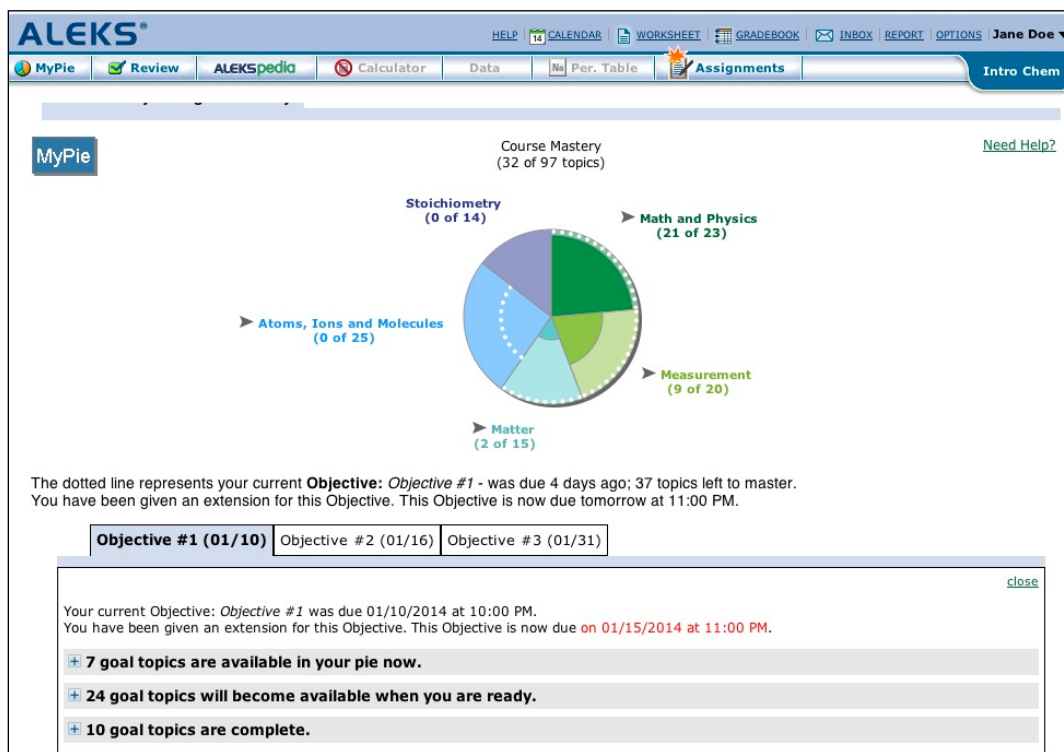 ALEKS®
HELP | 14 CALENDAR | WORKSHEET | GRADEBOOK | INBOX | REPORT | OPTIONS | Jane Doe
MyPie Review ALEKSpedia Calculator Data Na Per. Table Assignments Intro Chem
MyPie
Course Mastery
(32 of 97 topics)
Need Help?
Stoichiometry
(0 of 14)
Math and Physics
(21 of 23)
Atoms, Ions and Molecules
(0 of 25)
Measurement
(9 of 20)
Matter
(2 of 15)
The dotted line represents your current Objective: Objective #1 - was due 4 days ago; 37 topics left to master.
You have been given an extension for this Objective. This Objective is now due tomorrow at 11:00 PM.
Objective #1 (01/10) Objective #2 (01/16) Objective #3 (01/31)
close
Your current Objective: Objective #1 was due 01/10/2014 at 10:00 PM.
You have been given an extension for this Objective. This Objective is now due on 01/15/2014 at 11:00 PM.
7 goal topics are available in your pie now.
24 goal topics will become available when you are ready.
10 goal topics are complete.